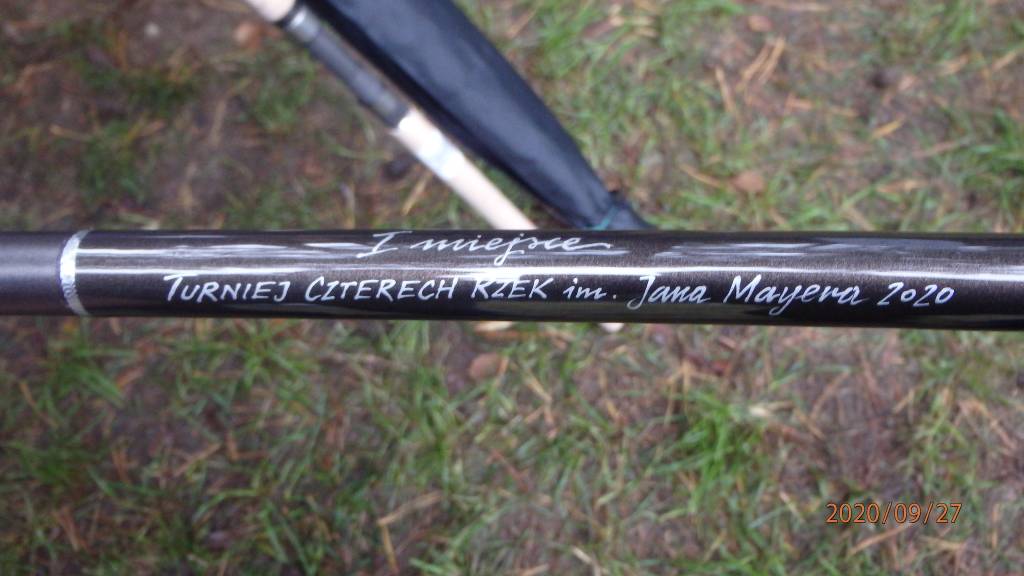 I miejsce
TURNIEJ CZTERECH RZEK im. Jana Mayera 2020
2020/09/27